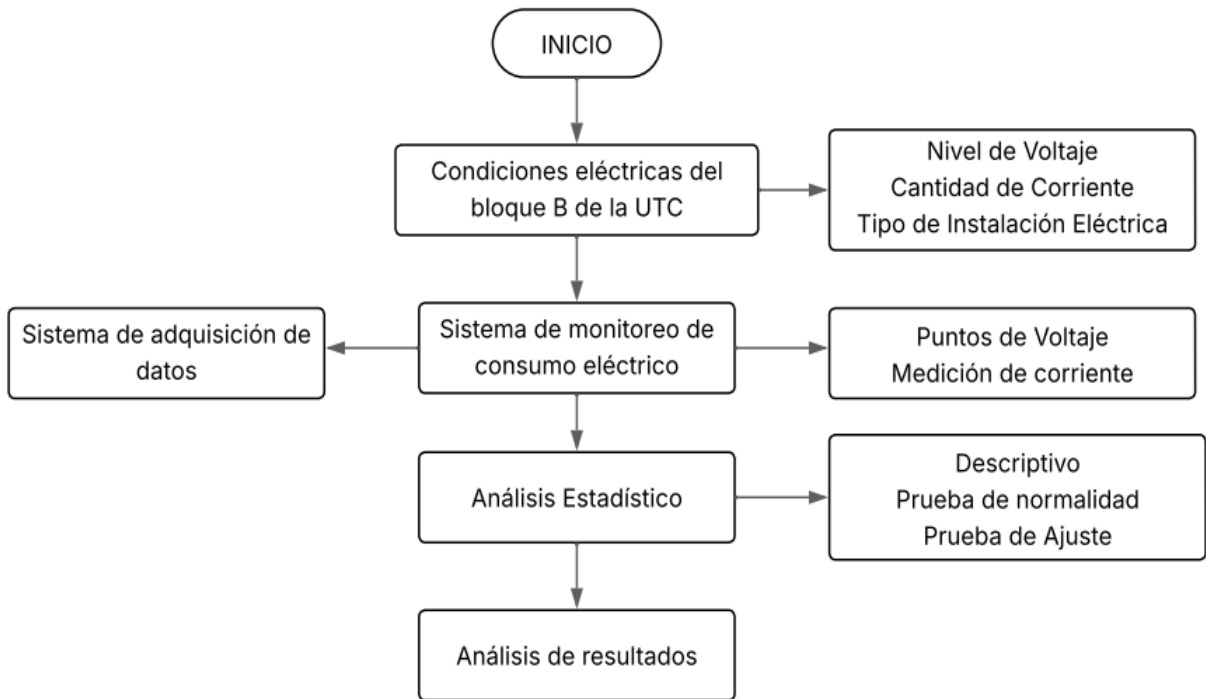 INICIO
Condiciones eléctricas del
bloque B de la UTC
Nivel de Voltaje
Cantidad de Corriente
Tipo de Instalación Eléctrica
Sistema de adquisición de
datos
Sistema de monitoreo de
consumo eléctrico
Puntos de Voltaje
Medición de corriente
Análisis Estadístico
Descriptivo
Prueba de normalidad
Prueba de Ajuste
Análisis de resultados